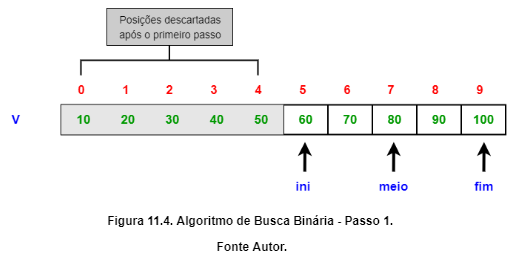 Posições descartadas
após o primeiro passo
0 1 2 3 4 5 6 7 8 9
V 10 20 30 40 50 60 70 80 90 100
ini meio fim
Figura 11.4. Algoritmo de Busca Binária - Passo 1.
Fonte Autor.